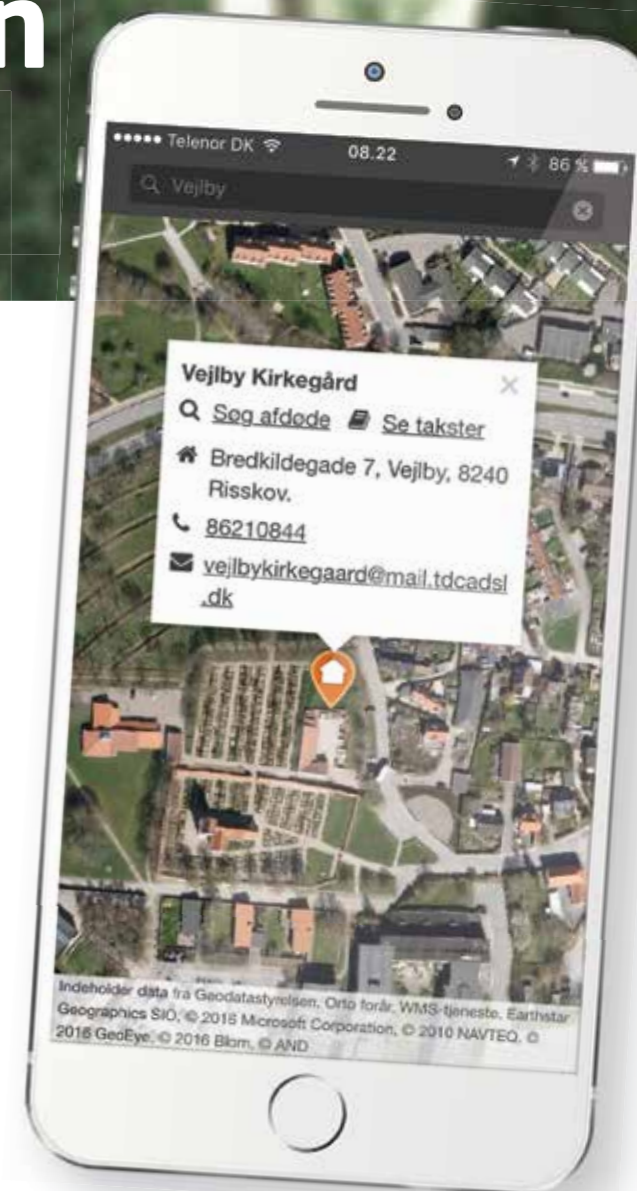 n
Telenor DK 08.22 86 %
Vejlby
Vejlby Kirkegård
Søg afdøde Se takster
Bredkildegade 7, Vejlby, 8240
Risskov.
86210844
vejlbykirkegaard@mail.tdcadsl
.dk
Indeholder data fra Geodatastyrelsen, Orto forår, WMS-tjeneste, Earthstar
Geographics SIO, © 2016 Microsoft Corporation, © 2010 NAVTEQ, ©
2016 GeoEye, © 2016 Blom, © AND